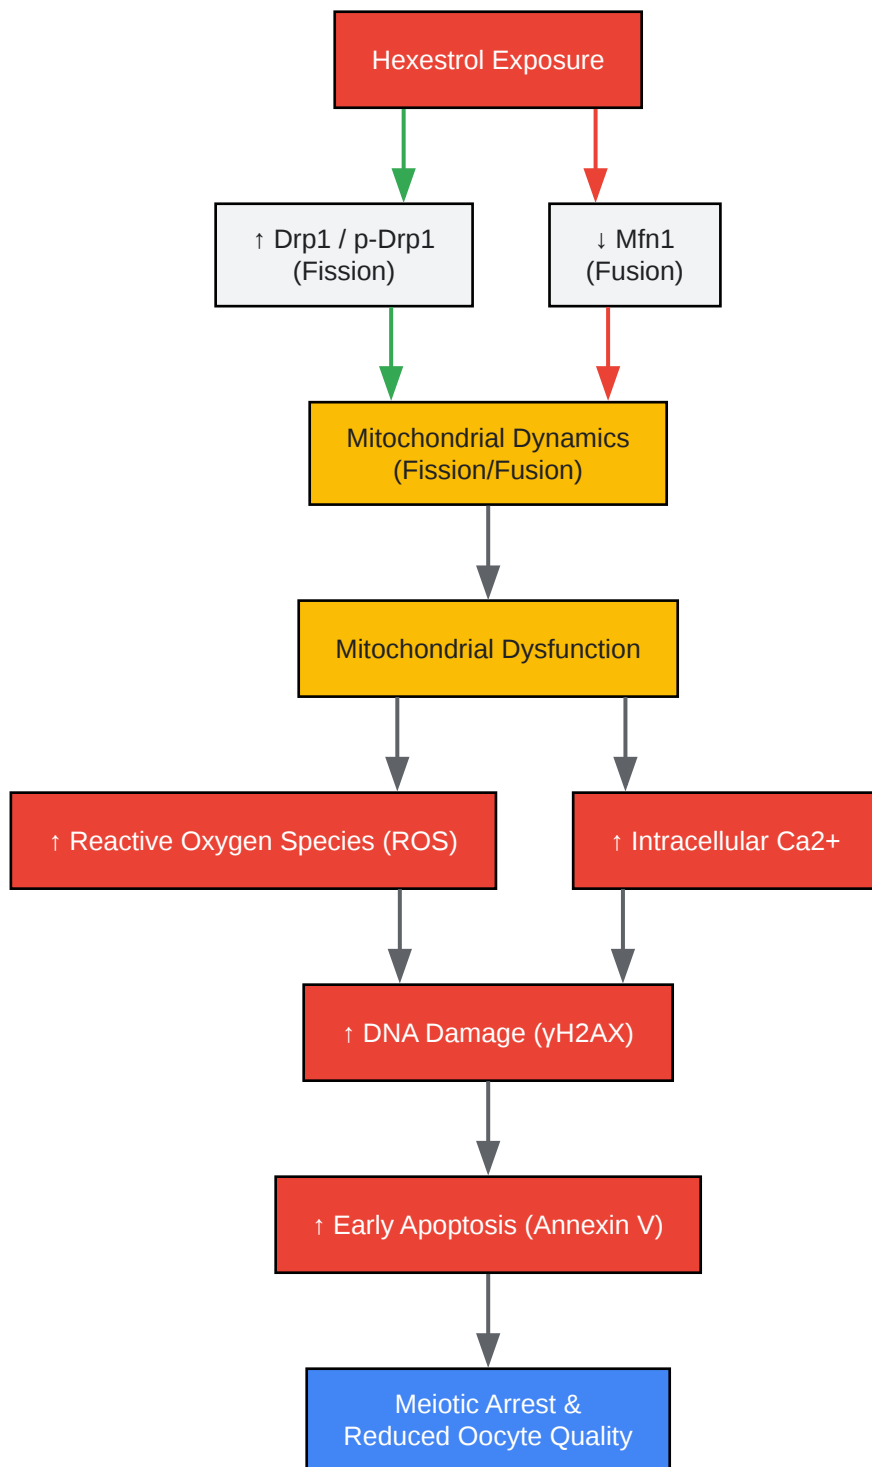 Hexestrol Exposure
↑ Drp1 / p-Drp1
(Fission)
↓ Mfn1
(Fusion)
Mitochondrial Dynamics
(Fission/Fusion)
Mitochondrial Dysfunction
↑ Reactive Oxygen Species (ROS)
↑ Intracellular Ca2+
↑ DNA Damage (γH2AX)
↑ Early Apoptosis (Annexin V)
Meiotic Arrest &
Reduced Oocyte Quality